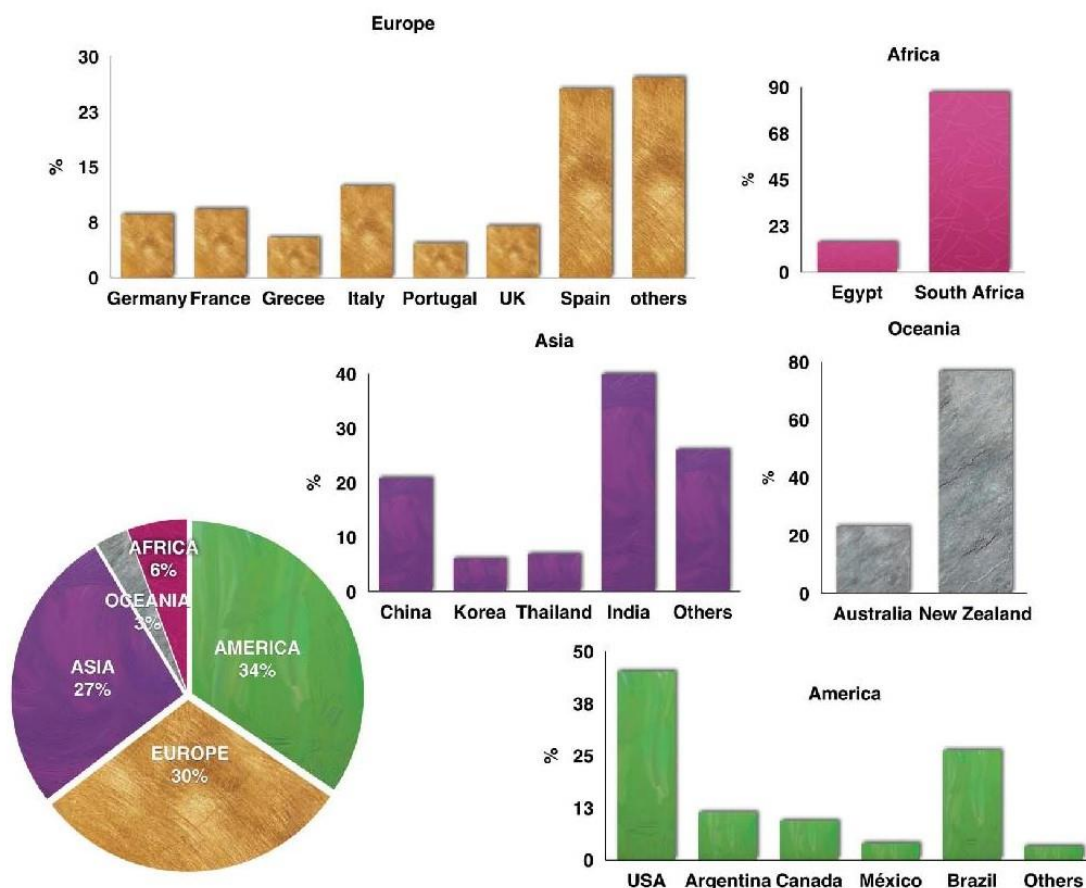 Europe
30
23
15
8
0
%
Germany France Grecee Italy Portugal UK Spain others
Africa
90
68
45
23
0
%
Egypt South Africa
Asia
40
30
20
10
0
%
China Korea Thailand India Others
Oceania
80
60
40
20
0
%
Australia New Zealand
AFRICA
6%
OCEANIA
3%
AMERICA
34%
ASIA
27%
EUROPE
30%
America
50
38
25
13
0
%
USA Argentina Canada México Brazil Others